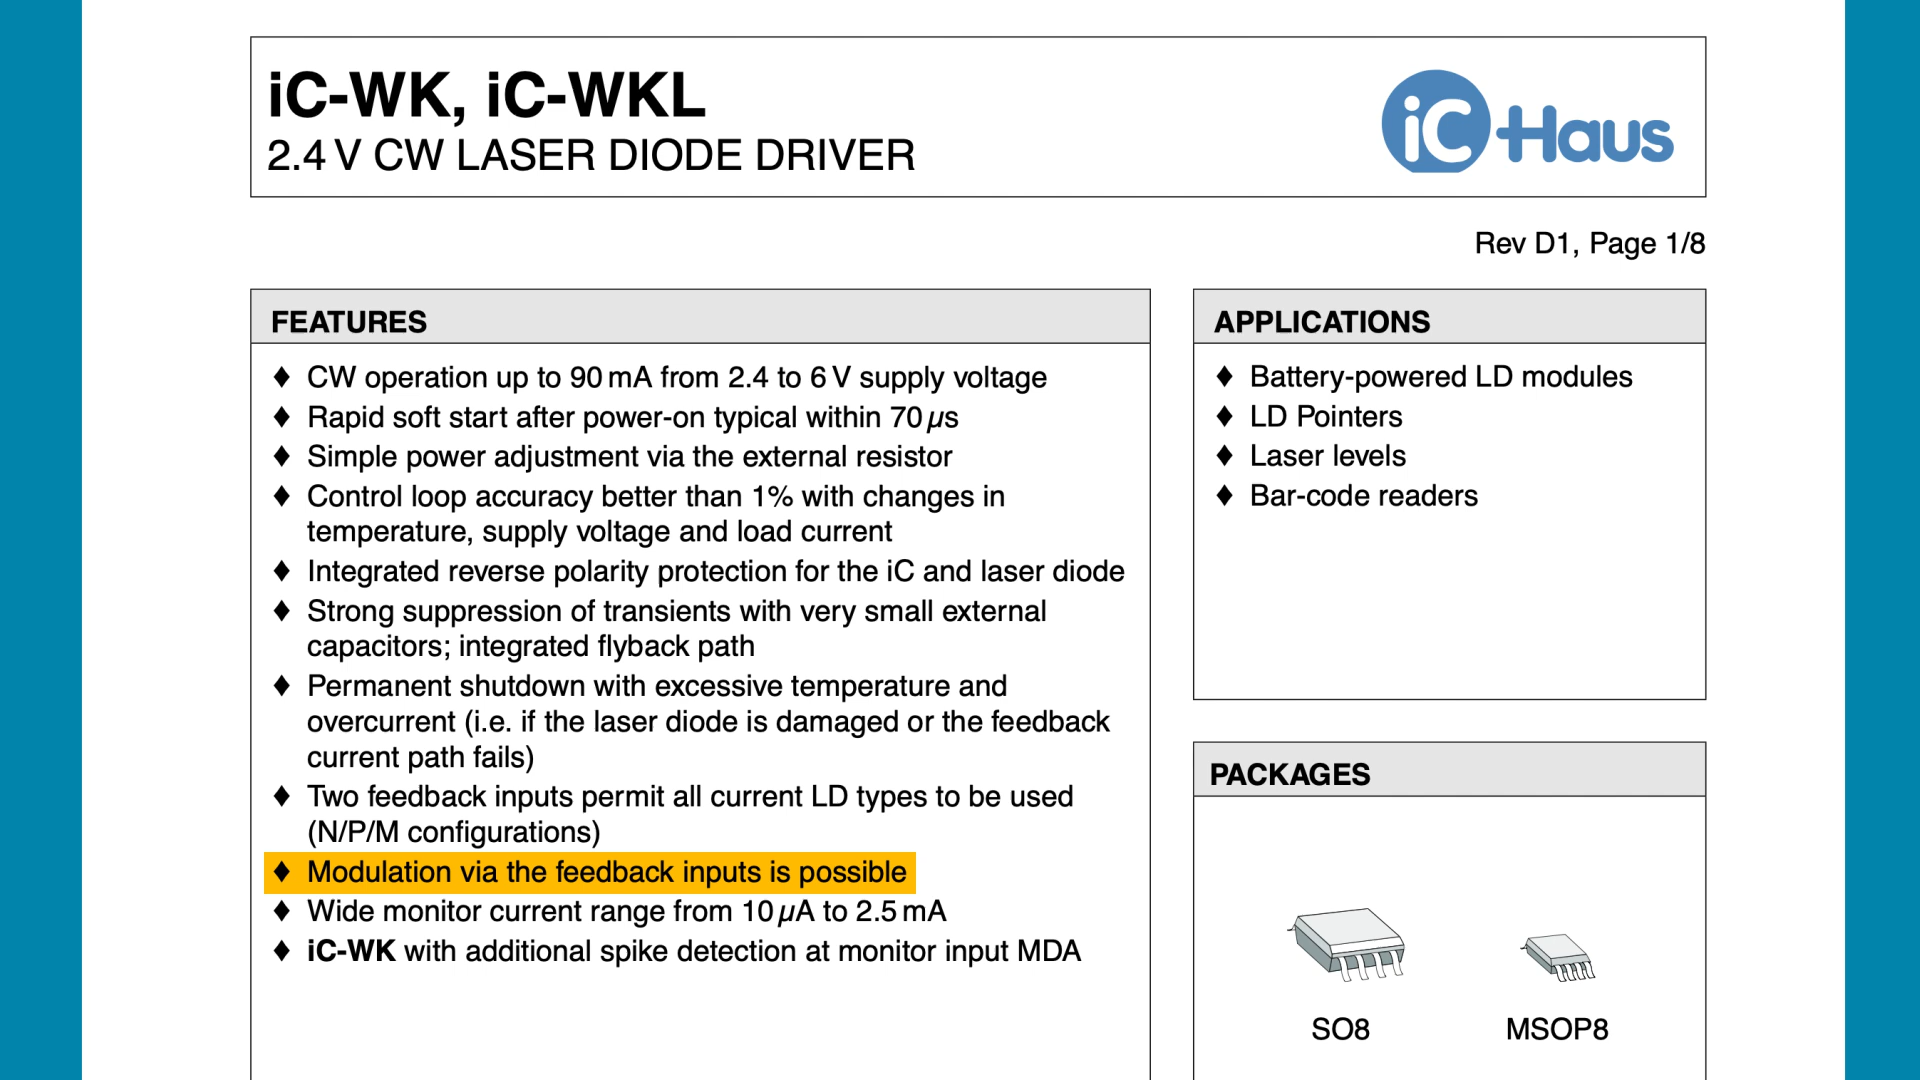 iC-WK, iC-WKL
2.4 V CW LASER DIODE DRIVER
iC Haus
Rev D1, Page 1/8
FEATURES
♦ CW operation up to 90 mA from 2.4 to 6 V supply voltage
♦ Rapid soft start after power-on typical within 70 µs
♦ Simple power adjustment via the external resistor
♦ Control loop accuracy better than 1% with changes in
temperature, supply voltage and load current
♦ Integrated reverse polarity protection for the iC and laser diode
♦ Strong suppression of transients with very small external
capacitors; integrated flyback path
♦ Permanent shutdown with excessive temperature and
overcurrent (i.e. if the laser diode is damaged or the feedback
current path fails)
♦ Two feedback inputs permit all current LD types to be used
(N/P/M configurations)
♦ Modulation via the feedback inputs is possible
♦ Wide monitor current range from 10 µA to 2.5 mA
♦ iC-WK with additional spike detection at monitor input MDA
APPLICATIONS
♦ Battery-powered LD modules
♦ LD Pointers
♦ Laser levels
♦ Bar-code readers
PACKAGES
SO8
MSOP8